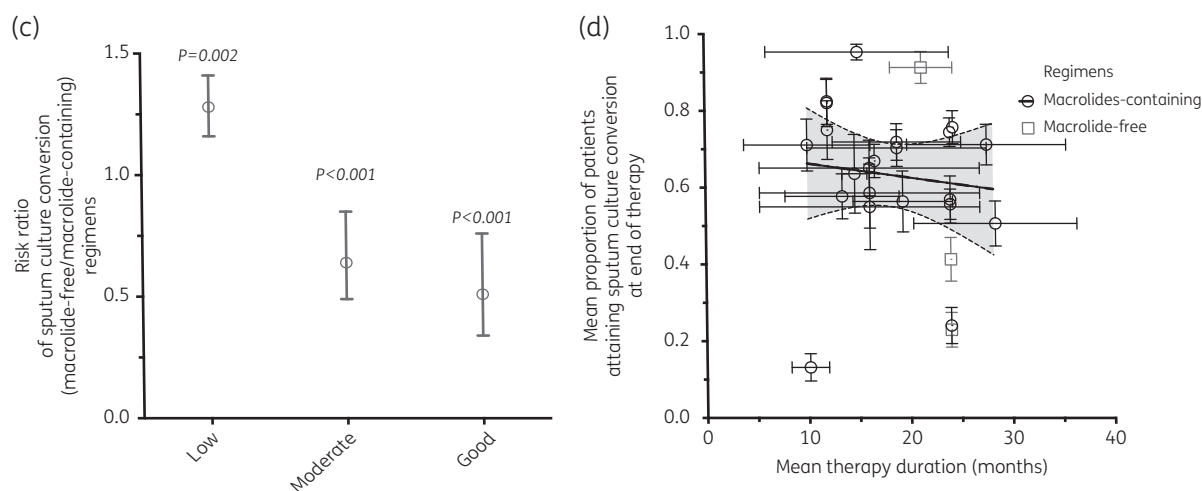 (c)
1.5
1.0
0.5
0.0
Risk ratio
of sputum culture conversion
(macrolide-free/macrolide-containing)
regimens
P=0.002
P<0.001
P<0.001
Low
Moderate
Good
(d)
1.0
0.8
0.6
0.4
0.2
0.0
Mean proportion of patients
attaining sputum culture conversion
at end of therapy
0
10
20
30
40
Mean therapy duration (months)
Regimens
Macrolides-containing
Macrolide-free